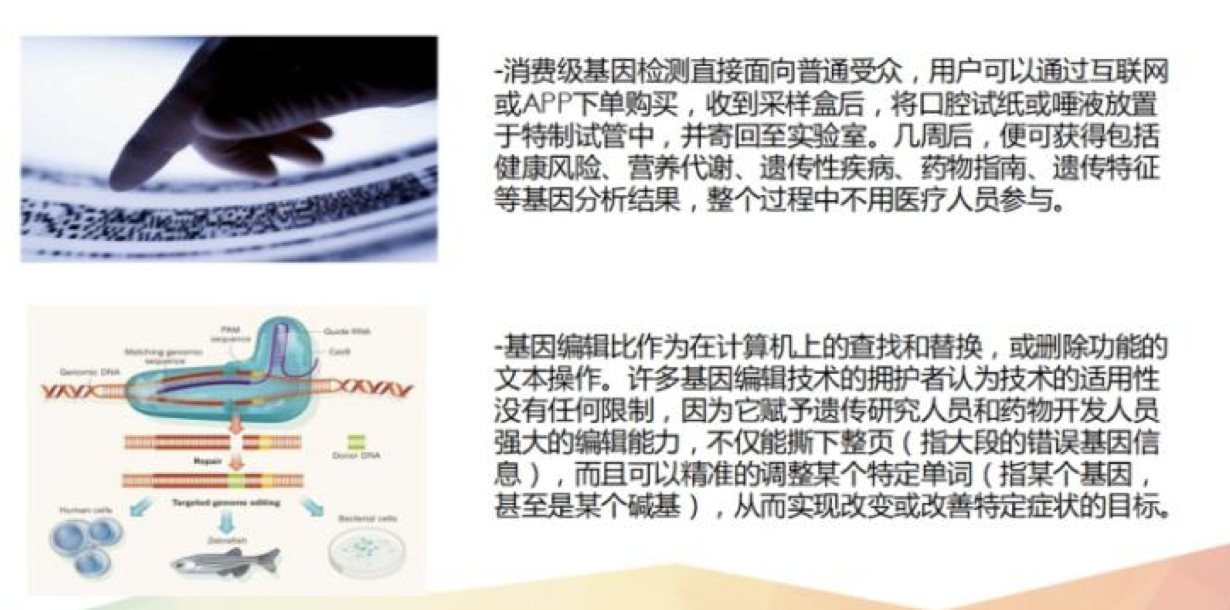 -消费级基因检测直接面向普通受众，用户可以通过互联网
或APP下单购买，收到采样盒后，将口腔试纸或唾液放置
于特制试管中，并寄回至实验室。几周后，便可获得包括
健康风险、营养代谢、遗传性疾病、药物指南、遗传特征
等基因分析结果，整个过程中不用医疗人员参与。
PAM
sequence
Guide RNA
Matching genomic
sequence
Cas9
Genomic DNA
Repair
Donor DNA
Targeted genome editing
Human cells
Zebrafish
Bacterial cells
-基因编辑比作为在计算机上的查找和替换，或删除功能的
文本操作。许多基因编辑技术的拥护者认为技术的适用性
没有任何限制，因为它赋予遗传研究人员和药物开发人员
强大的编辑能力，不仅能撕下整页（指大段的错误基因信
息），而且可以精准的调整某个特定单词（指某个基因，
甚至是某个碱基），从而实现改变或改善特定症状的目标。